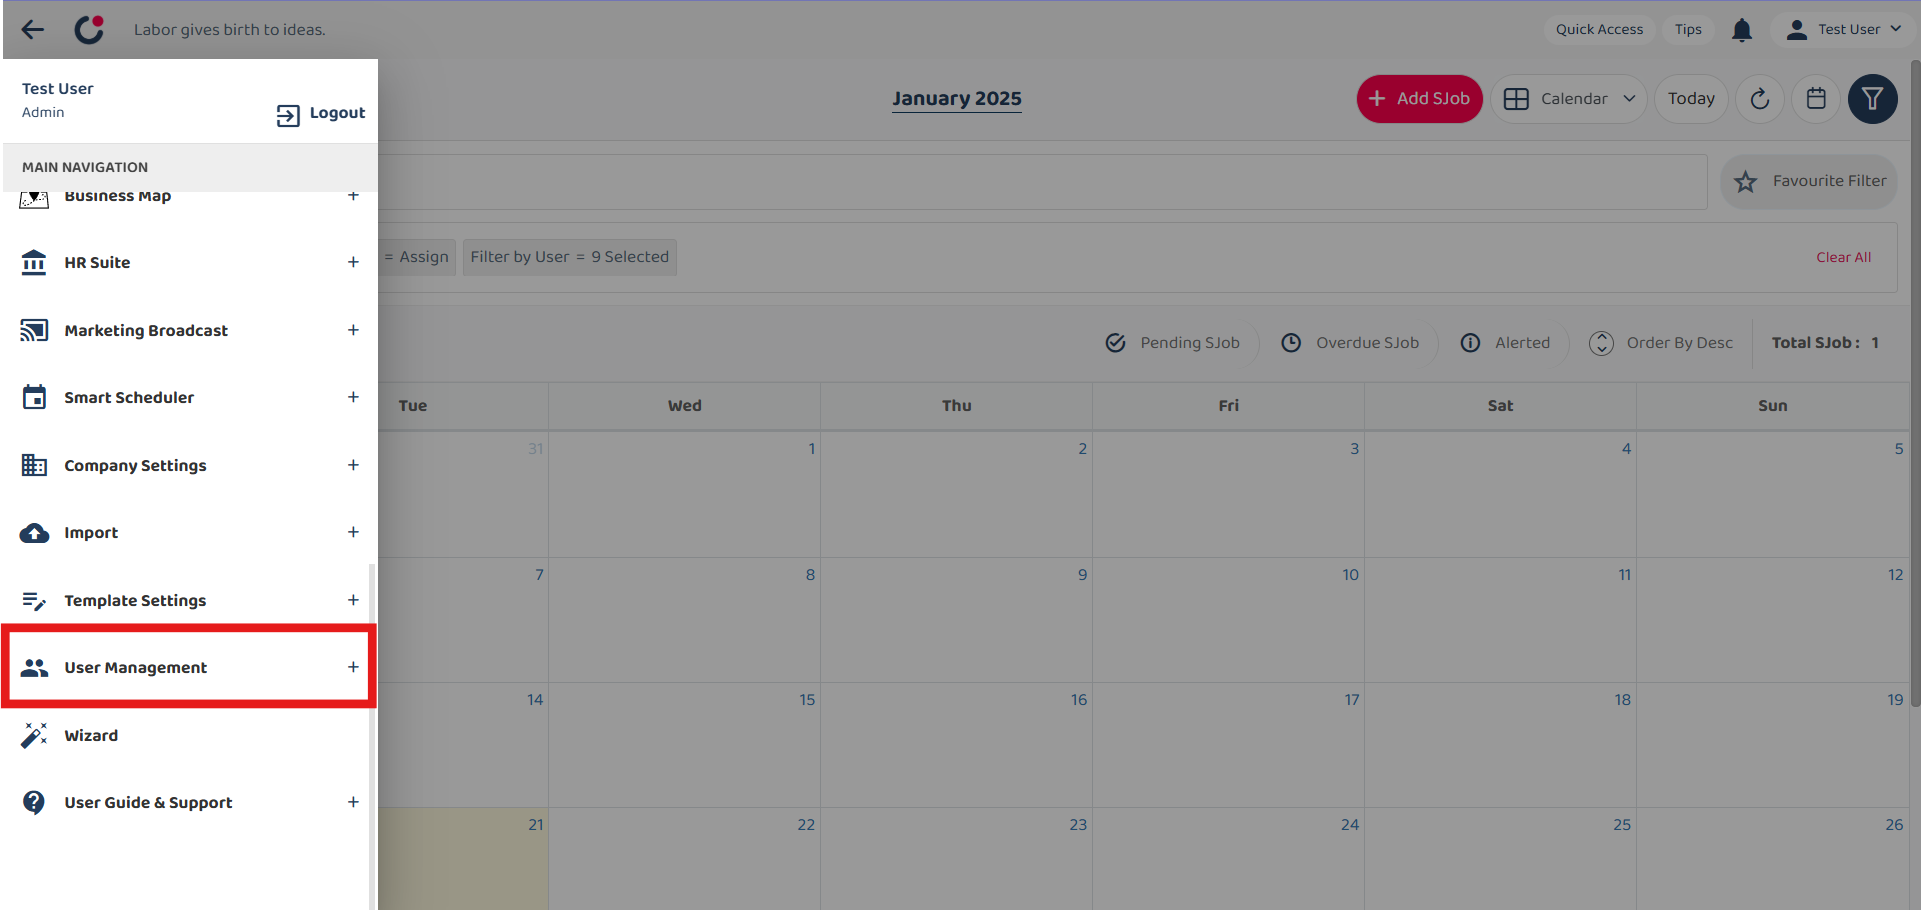 Labor gives birth to ideas.
Quick Access
Tips
Test User
Test User
Admin
Logout
January 2025
Add SJob
Calendar
Today
MAIN NAVIGATION
Business Map +
Favourite Filter
HR Suite +
= Assign
Filter by User = 9 Selected
Clear All
Marketing Broadcast +
Pending SJob
Overdue SJob
Alerted
Order By Desc
Total SJob : 1
Smart Scheduler +
Tue Wed Thu Fri Sat Sun
31 1 2 3 4 5
Company Settings +
Import +
7 8 9 10 11 12
Template Settings +
User Management +
14 15 16 17 18 19
Wizard
User Guide & Support +
21 22 23 24 25 26